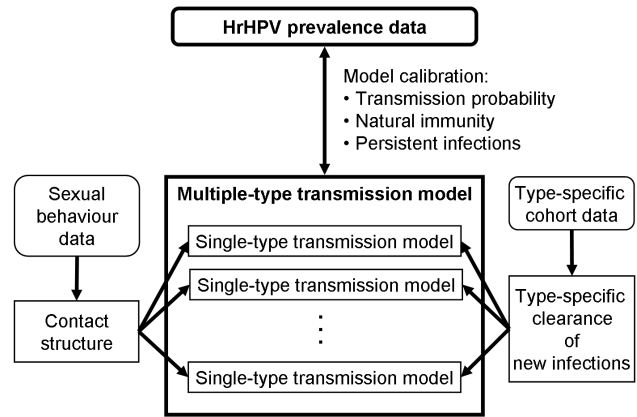 HrHPV prevalence data
Model calibration:
• Transmission probability
• Natural immunity
• Persistent infections
Sexual
behaviour
data
Multiple-type transmission model
Type-specific
cohort data
Single-type transmission model
Single-type transmission model
Contact
structure
Type-specific
clearance
of
new infections
Single-type transmission model